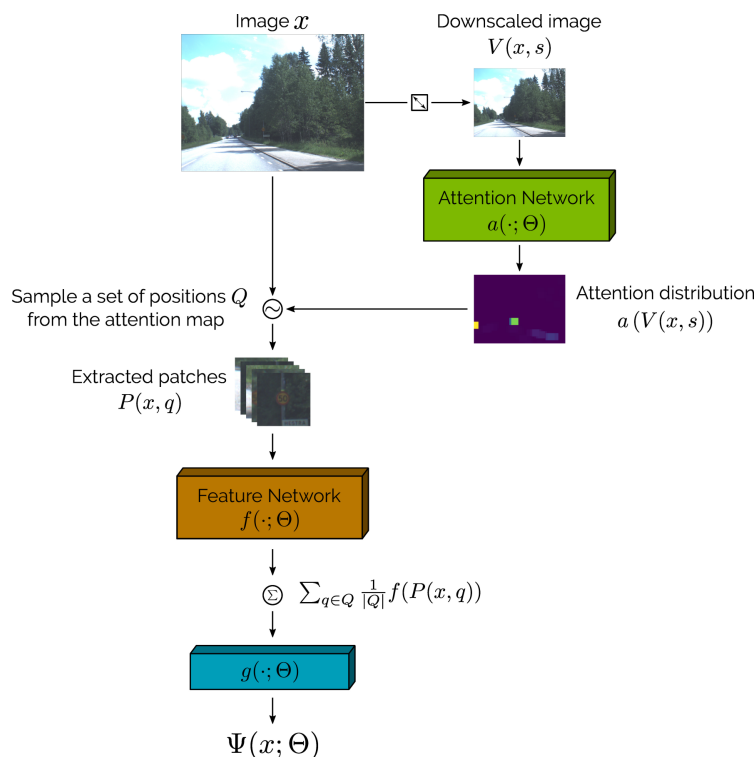 Image x
Downscaled image
V(x, s)
Attention Network
a(·; Θ)
Sample a set of positions Q
from the attention map
∼
Attention distribution
a (V(x, s))
Extracted patches
P(x, q)
Feature Network
f(·; Θ)
Σ
∑_{q∈Q} \frac{1}{|Q|} f(P(x, q))
g(·; Θ)
Ψ(x; Θ)